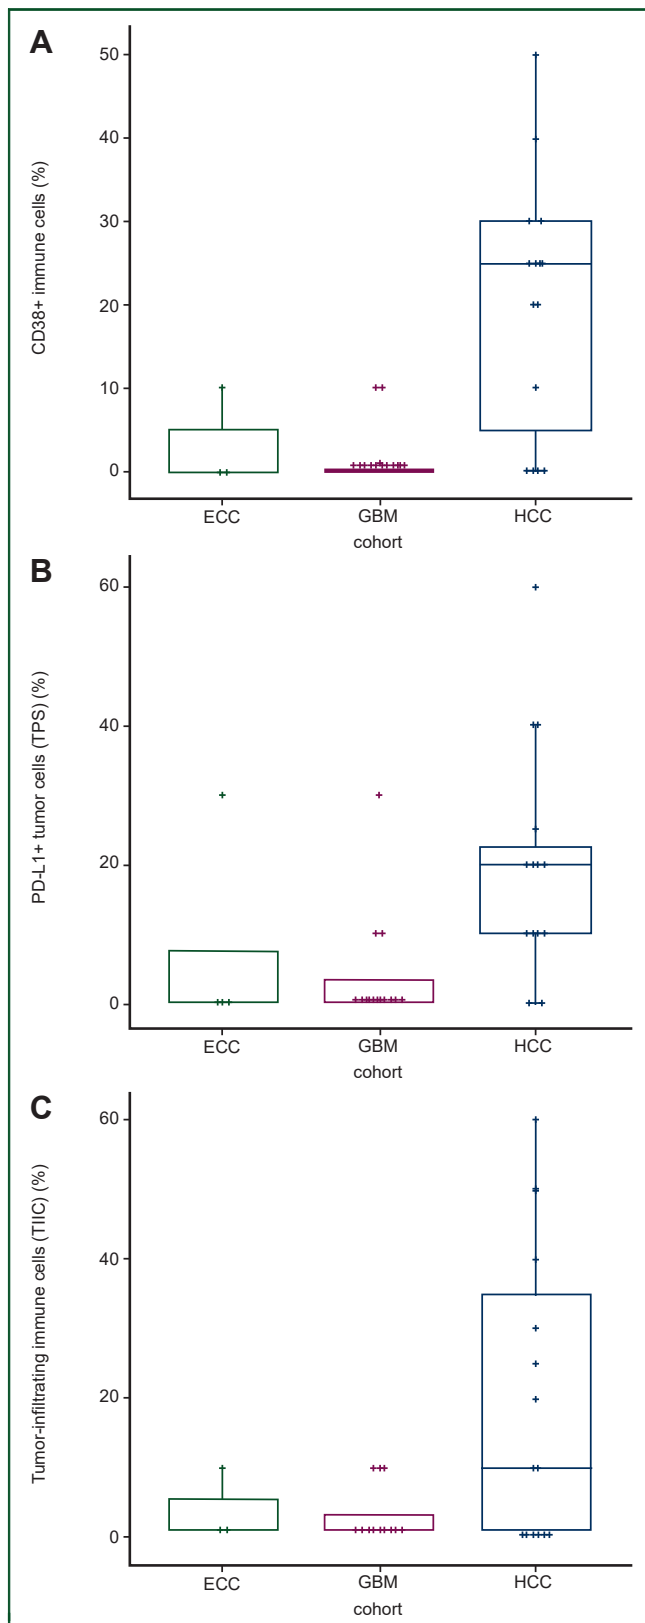 A
CD38+ immune cells (%)
50
40
30
20
10
0
ECC GBM HCC
cohort
B
PD-L1+ tumor cells (TPS) (%)
60
40
20
0
ECC GBM HCC
cohort
C
Tumor-infiltrating immune cells (TIIC) (%)
60
40
20
0
ECC GBM HCC
cohort